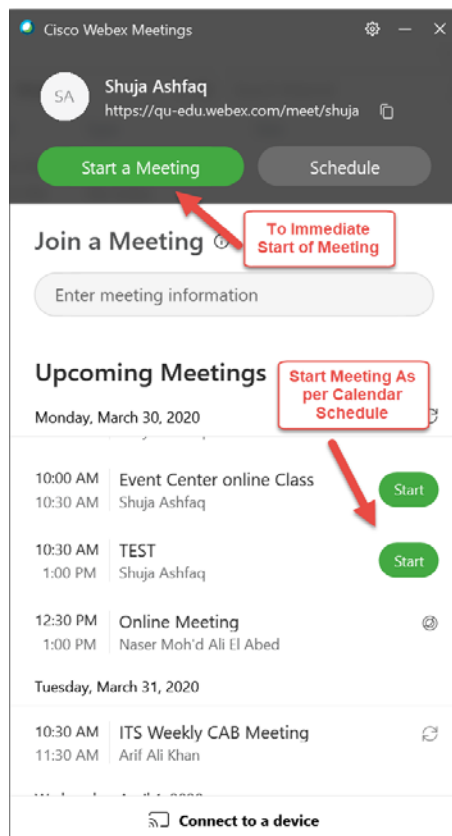 Cisco Webex Meetings
SA
Shuja Ashfaq
https://qu-edu.webex.com/meet/shuja
Start a Meeting
Schedule
To Immediate
Start of Meeting
Join a Meeting
Enter meeting information
Upcoming Meetings
Start Meeting As
per Calendar
Schedule
Monday, March 30, 2020
10:00 AM Event Center online Class
10:30 AM Shuja Ashfaq
Start
10:30 AM TEST
1:00 PM Shuja Ashfaq
Start
12:30 PM Online Meeting
1:00 PM Naser Moh'd Ali El Abed
Tuesday, March 31, 2020
10:30 AM ITS Weekly CAB Meeting
11:30 AM Arif Ali Khan
Connect to a device